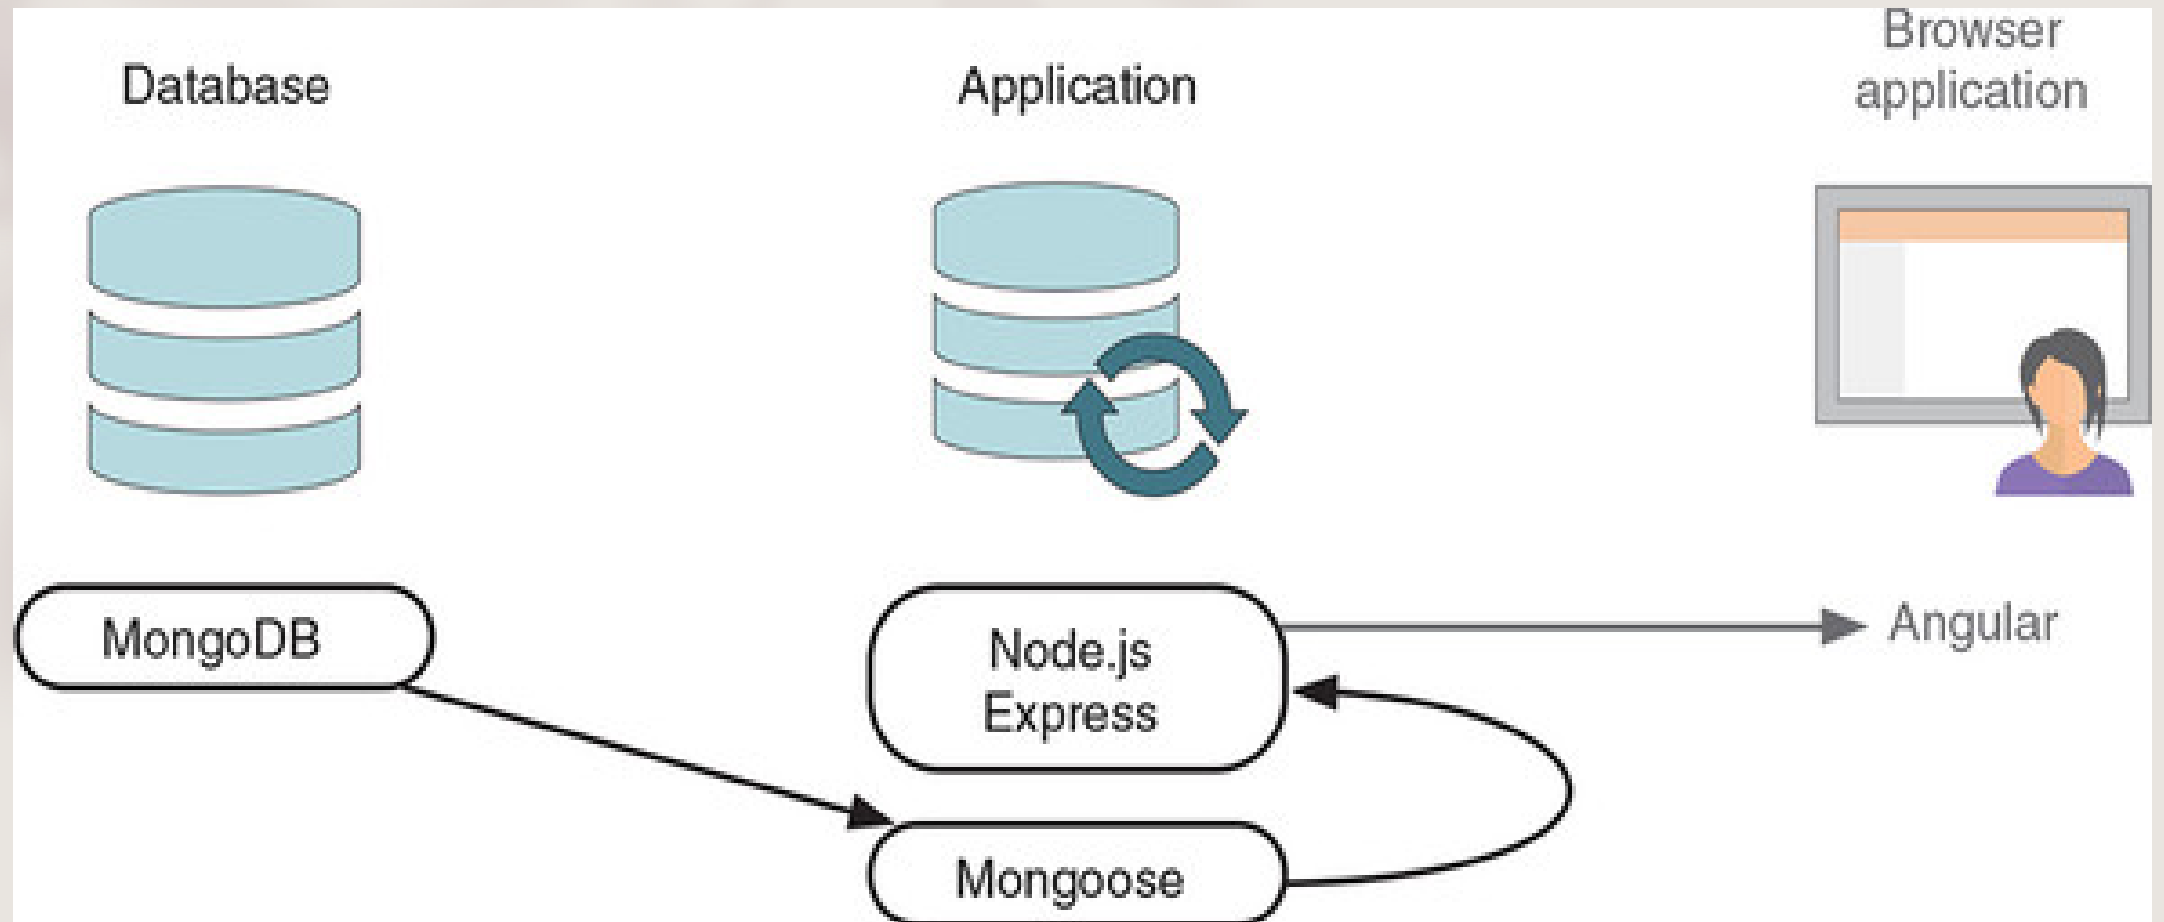 Database
Application
Browser
application
MongoDB
Node.js
Express
Angular
Mongoose